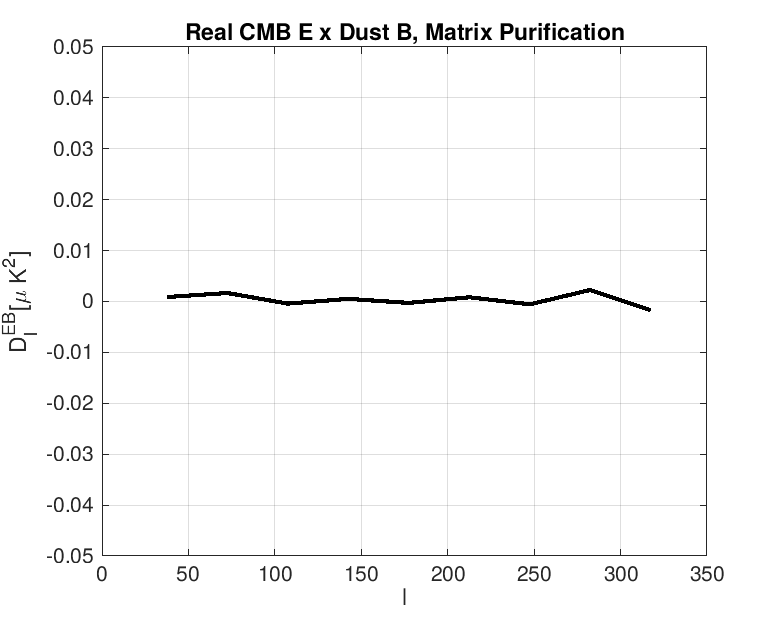 Real CMB E x Dust B, Matrix Purification
0.05
0.04
0.03
0.02
0.01
0
-0.01
-0.02
-0.03
-0.04
-0.05
D_l^{EB}[μ K^2]
0 50 100 150 200 250 300 350
l